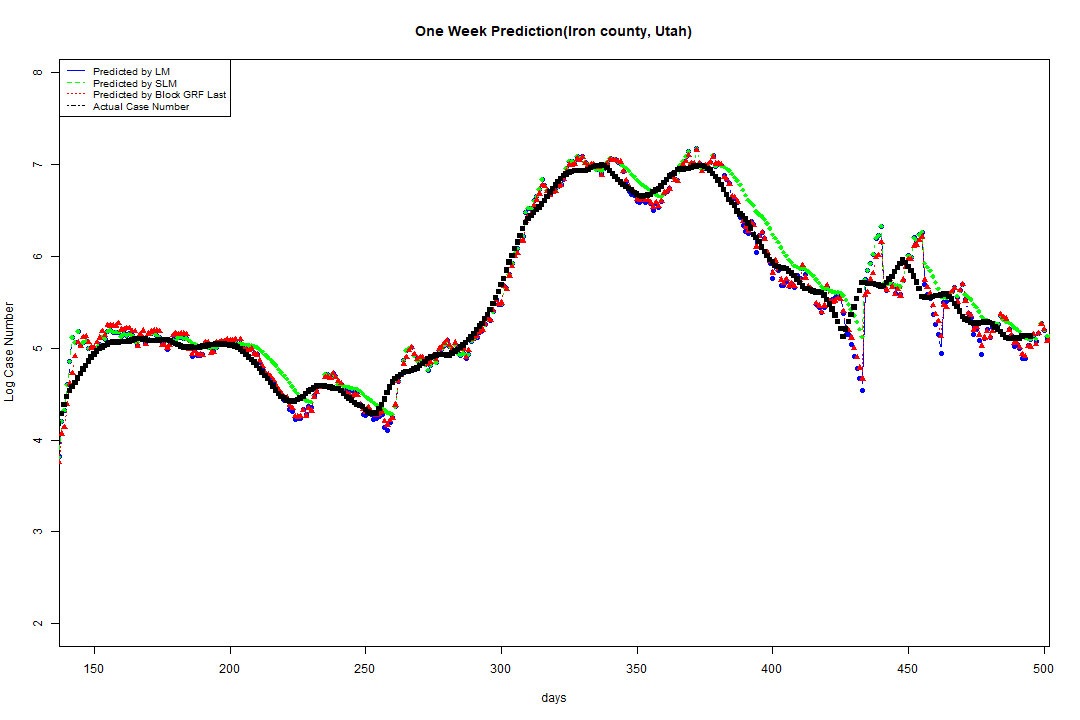 One Week Prediction(Iron county, Utah)
Predicted by LM
Predicted by SLM
Predicted by Block GRF Last
Actual Case Number
Log Case Number
8
7
6
5
4
3
2
150 200 250 300 350 400 450 500
days